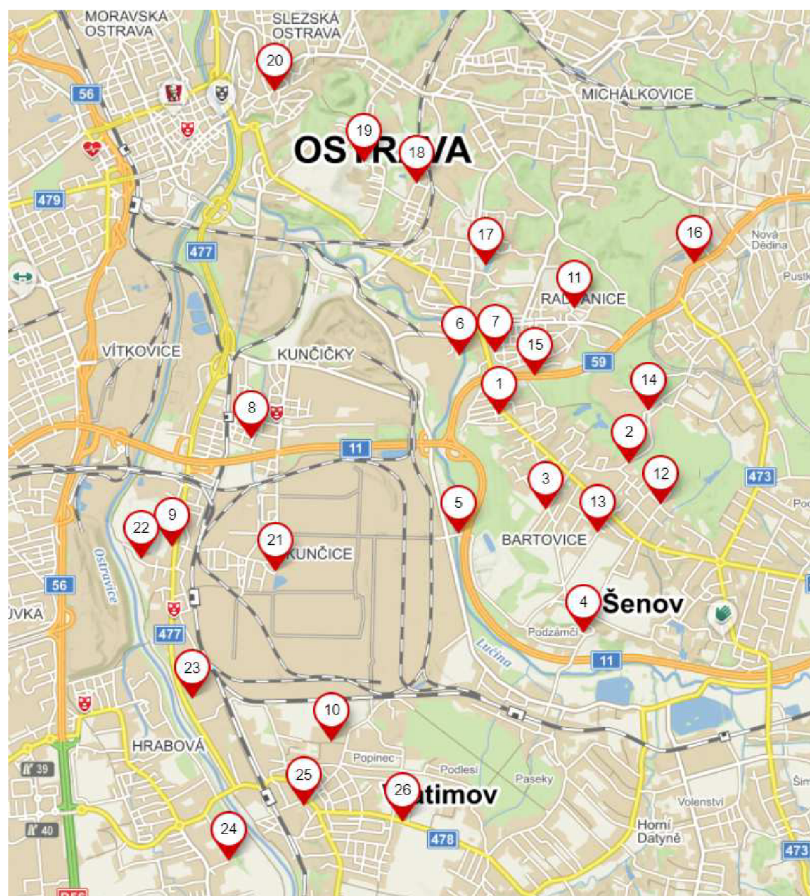 MORAVSKÁ
OSTRAVA
SLEZSKÁ
OSTRAVA
20
56
MICHÁLKOVICE
19
OSTRAVA
18
479
477
17
16
Nová
Dědina
11
6
7
VÍTKOVICE
KUNČIČKY
15
59
1
14
8
2
11
3
12
473
5
13
9
22
21
BARTOVICE
KUNČICE
Ostravice
56
4
Šenov
Podzámčí
477
Lučina
11
23
10
HRABOVÁ
Popinec
Podlesí
39
25
Paseky
26
Volenství
24
40
478
Horní
Datyně
473